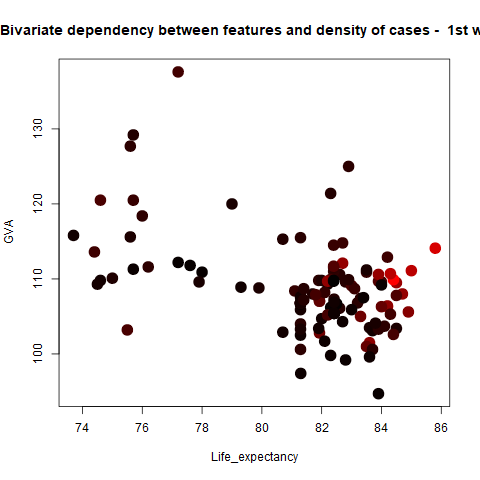 Bivariate dependency between features and density of cases - 1st w
GVA
130
120
110
100
74 76 78 80 82 84 86
Life_expectancy